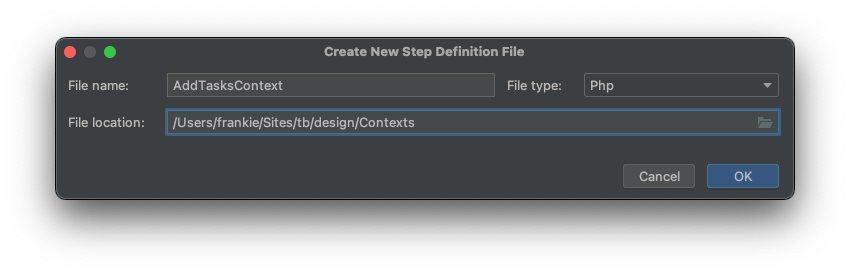 Create New Step Definition File
File name: AddTasksContext File type: Php
File location: /Users/frankie/Sites/tb/design/Contexts
Cancel OK